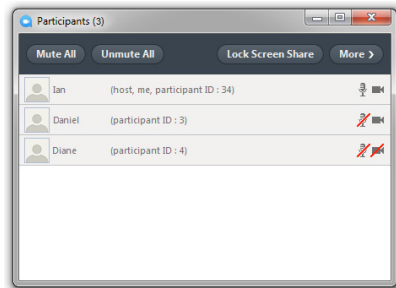 Participants (3)
Mute All Unmute All Lock Screen Share More >
Ian (host, me, participant ID : 34)
Daniel (participant ID : 3)
Diane (participant ID : 4)